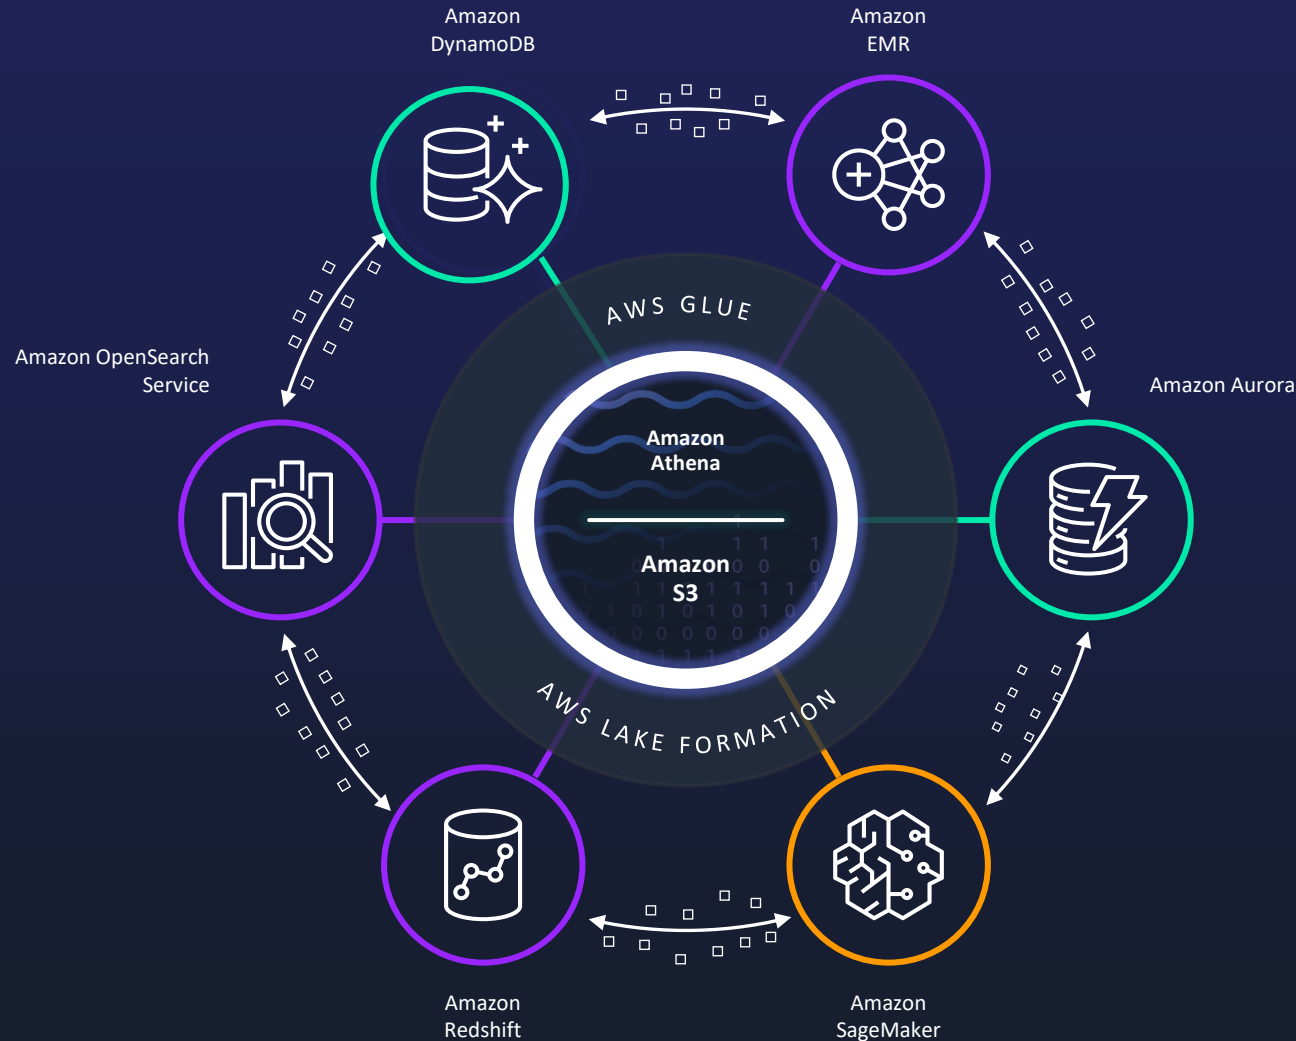 Amazon
DynamoDB
Amazon
EMR
AWS GLUE
Amazon OpenSearch
Service
Amazon Aurora
Amazon
Athena
Amazon
S3
AWS LAKE FORMATION
Amazon
Redshift
Amazon
SageMaker